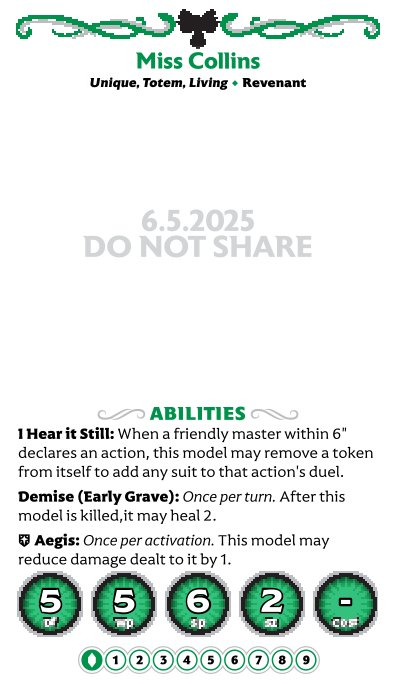 Miss Collins
Unique, Totem, Living ♦ Revenant
6.5.2025
DO NOT SHARE
ABILITIES
I Hear it Still: When a friendly master within 6"
declares an action, this model may remove a token
from itself to add any suit to that action's duel.
Demise (Early Grave): Once per turn. After this
model is killed,it may heal 2.
Aegis: Once per activation. This model may
reduce damage dealt to it by 1.
5 5 6 2 -
Df Wp Sp Sz Cost
1 2 3 4 5 6 7 8 9